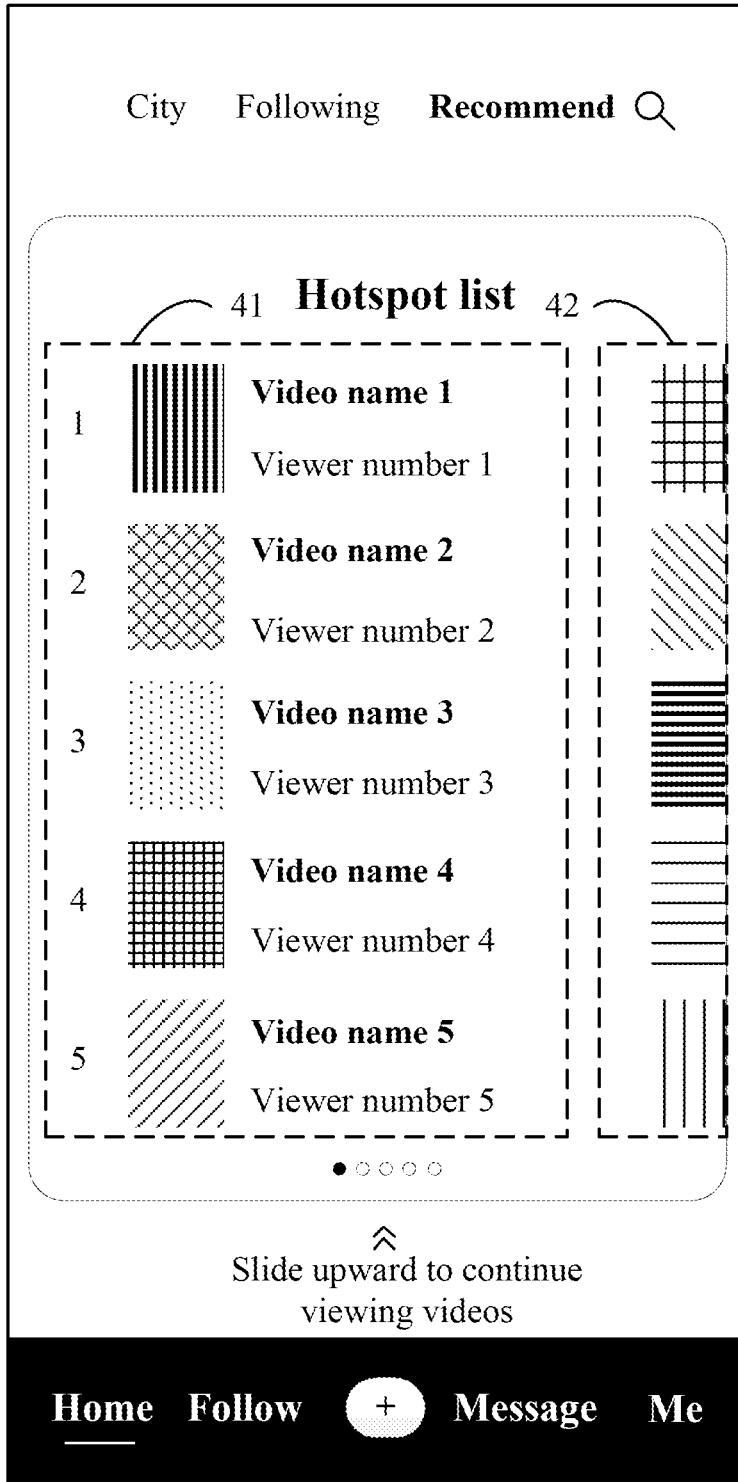 City Following Recommend
41 Hotspot list 42
1 Video name 1
Viewer number 1
2 Video name 2
Viewer number 2
3 Video name 3
Viewer number 3
4 Video name 4
Viewer number 4
5 Video name 5
Viewer number 5
Slide upward to continue
viewing videos
Home Follow + Message Me